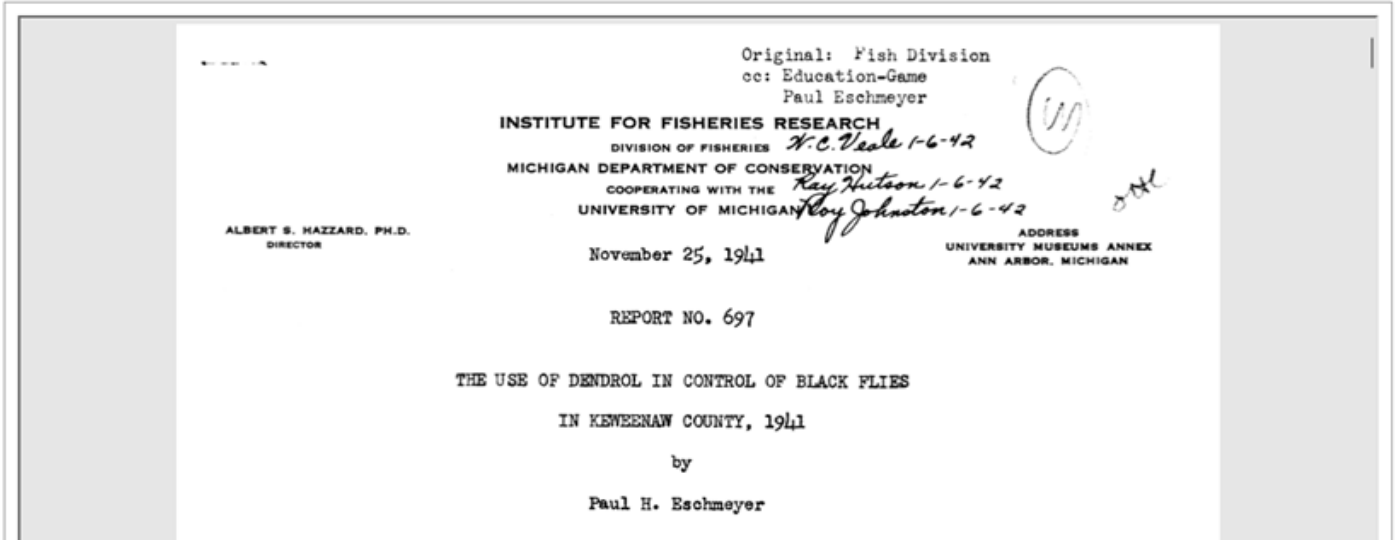 Original: Fish Division
cc: Education-Game
Paul Eschmeyer
INSTITUTE FOR FISHERIES RESEARCH
DIVISION OF FISHERIES N.C. Veale 1-6-42
MICHIGAN DEPARTMENT OF CONSERVATION
COOPERATING WITH THE Ray Hutson 1-6-42
UNIVERSITY OF MICHIGAN Roy Johnston 1-6-42
ALBERT S. HAZZARD, PH.D.
DIRECTOR
ADDRESS
UNIVERSITY MUSEUMS ANNEX
ANN ARBOR, MICHIGAN
November 25, 1941
REPORT NO. 697
THE USE OF DENDROL IN CONTROL OF BLACK FLIES
IN KEWEENAW COUNTY, 1941
by
Paul H. Eschmeyer